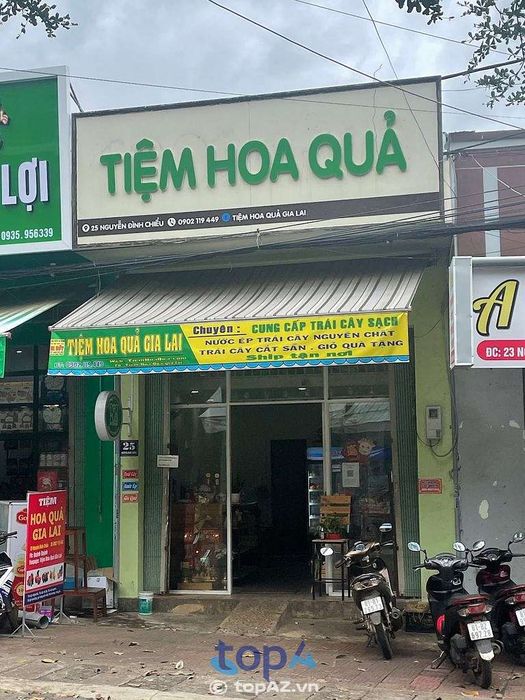 LỢI
0935.956339
TIỆM HOA QUẢ
25 NGUYỄN ĐÌNH CHIỂU 0902 119 449 TIỆM HOA QUẢ GIA LAI
TIỆM HOA QUẢ GIA LAI
Chuyên : CUNG CẤP TRÁI CÂY SẠCH
NƯỚC ÉP TRÁI CÂY NGUYÊN CHẤT
TRÁI CÂY CẮT SẴN , GIỎ QUÀ TẶNG
Ship tận nơi
A
ĐC: 23 N
25
TIỆM
HOA QUẢ
GIA LAI
topA
© topAZ.vn